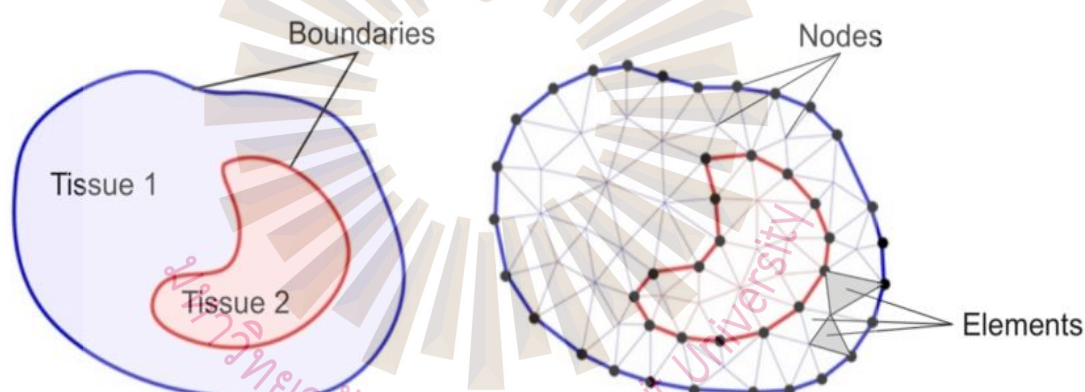 Boundaries
Nodes
Tissue 1
Tissue 2
Elements
University